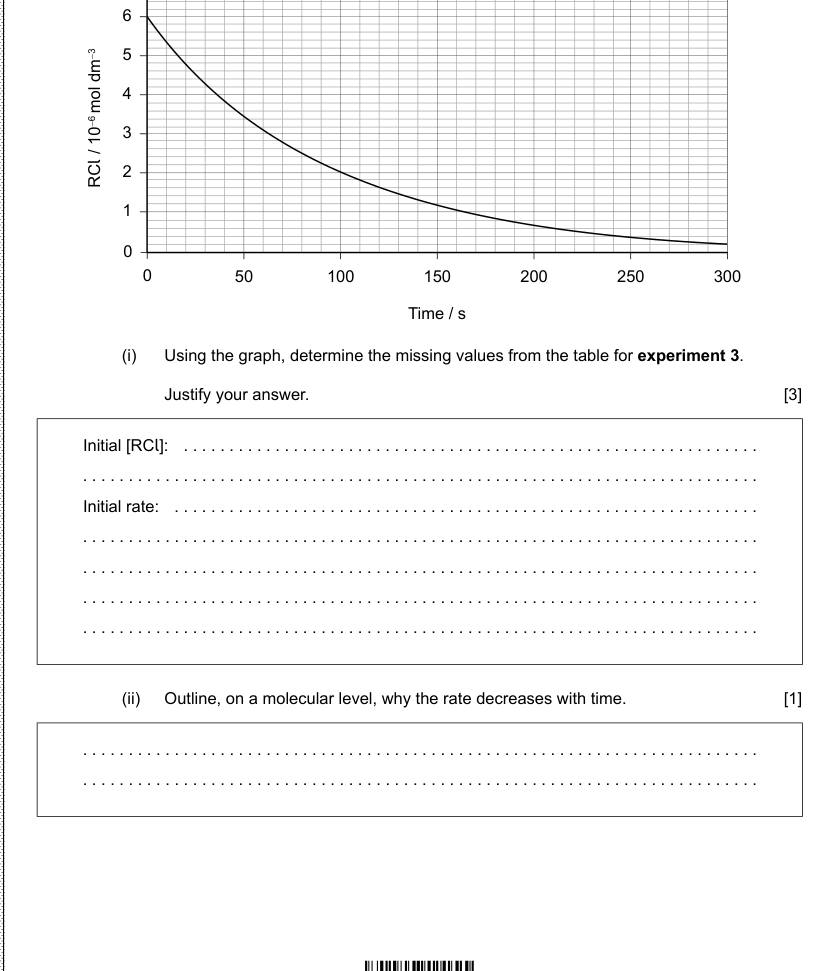 6
5
4
3
2
1
0
RCl / 10⁻⁶ mol dm⁻³
0 50 100 150 200 250 300
Time / s
(i) Using the graph, determine the missing values from the table for experiment 3.
Justify your answer. [3]
Initial [RCl]:
Initial rate:
(ii) Outline, on a molecular level, why the rate decreases with time. [1]